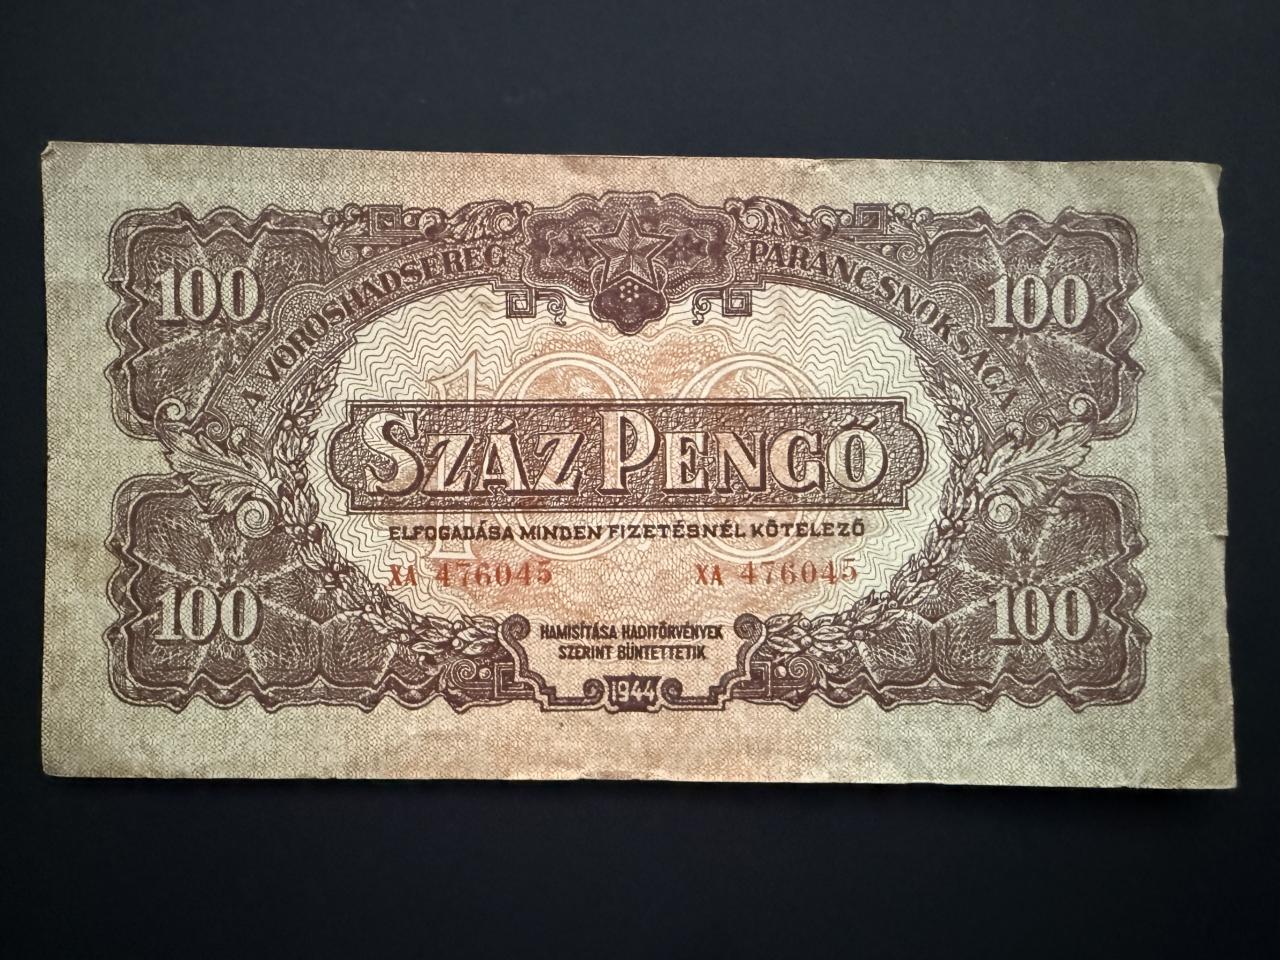 A VÖRÖSHADSEREG PARANCSNOKSÁGA
100 100
100
SZÁZ PENGŐ
ELFOGADÁSA MINDEN FIZETÉSNÉL KÖTELEZŐ
XA 476045 XA 476045
100 100
HAMISÍTÁSA HADITÖRVÉNYEK
SZERINT BÜNTETTETIK
1944